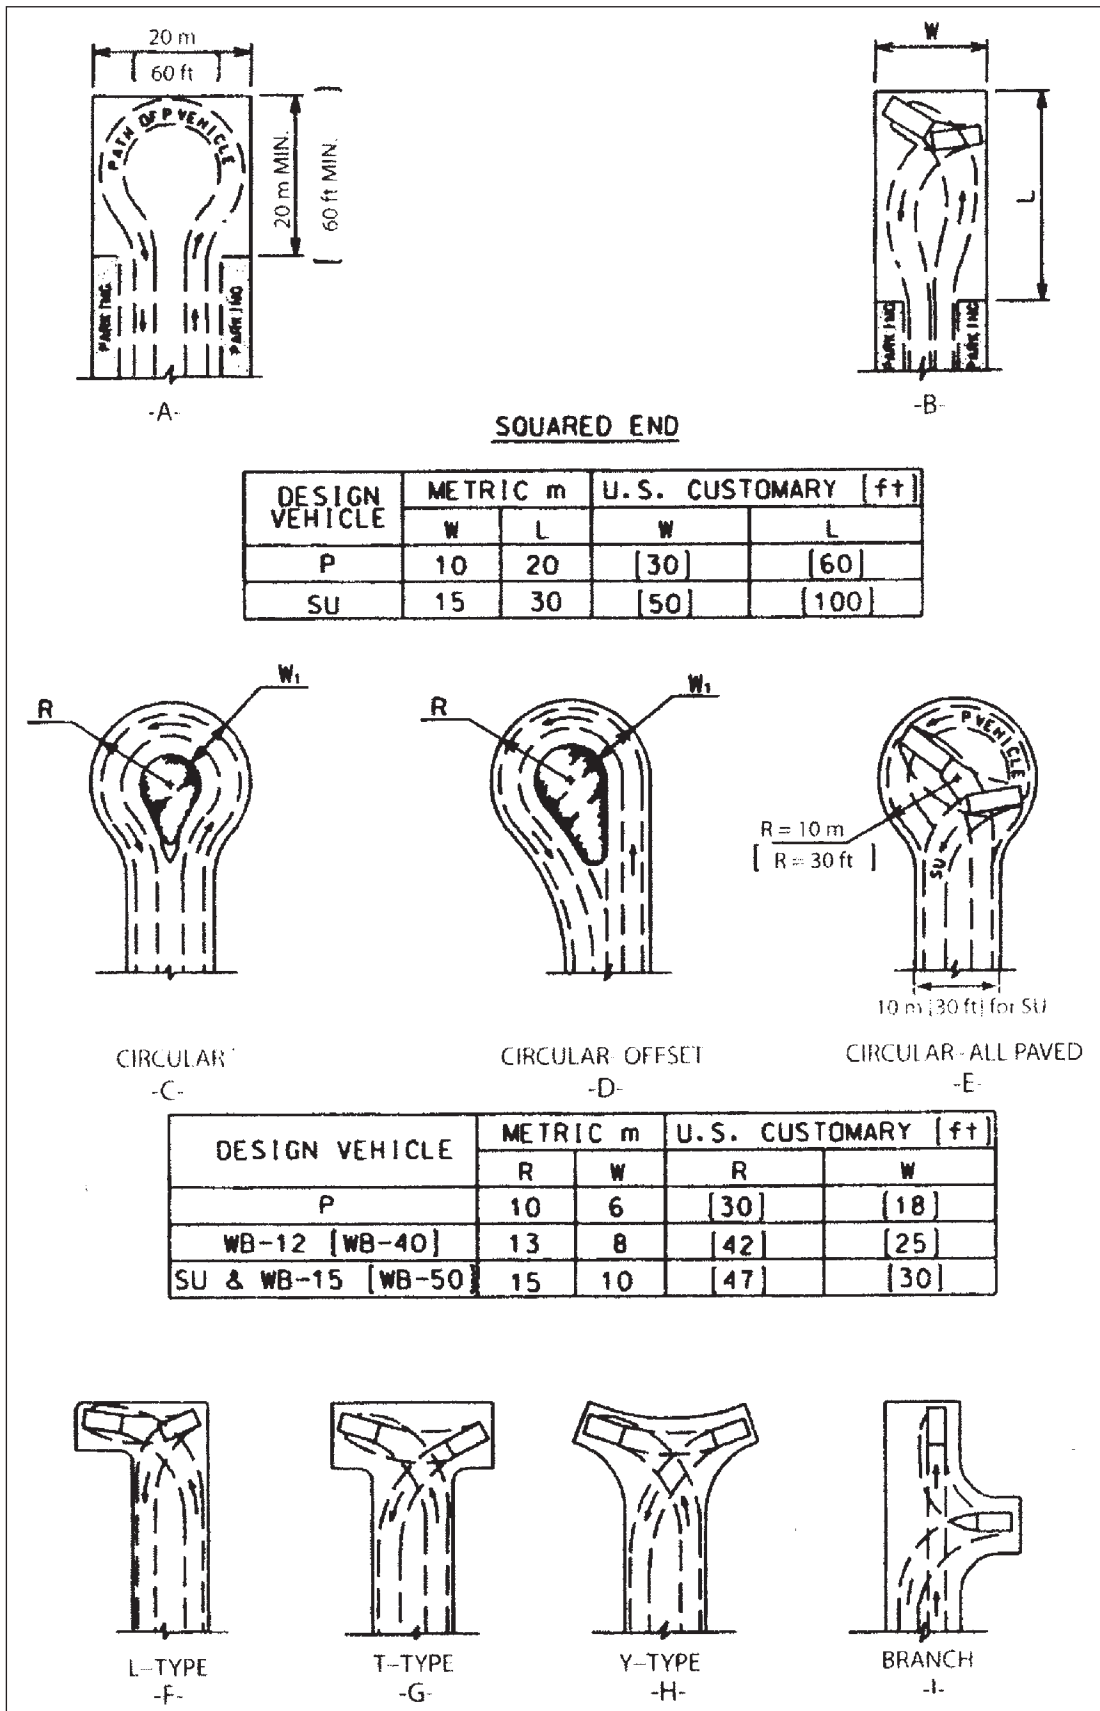 20 m
[ 60 ft ]
PATH OF P VEHICLE
20 m MIN.
[ 60 ft MIN. ]
PARKING
PARKING
-A-
W
L
PARKING
PARKING
-B-
SQUARED END
DESIGN VEHICLE METRIC m U.S. CUSTOMARY [ft]
W L W L
P 10 20 [30] [60]
SU 15 30 [50] [100]
R
W₁
R
W₁
P VEHICLE
R = 10 m
[ R = 30 ft ]
SU
10 m [30 ft] for SU
CIRCULAR
-C-
CIRCULAR-OFFSET
-D-
CIRCULAR-ALL PAVED
-E-
DESIGN VEHICLE METRIC m U.S. CUSTOMARY [ft]
R W R W
P 10 6 [30] [18]
WB-12 [WB-40] 13 8 [42] [25]
SU & WB-15 [WB-50] 15 10 [47] [30]
L-TYPE
-F-
T-TYPE
-G-
Y-TYPE
-H-
BRANCH
-I-